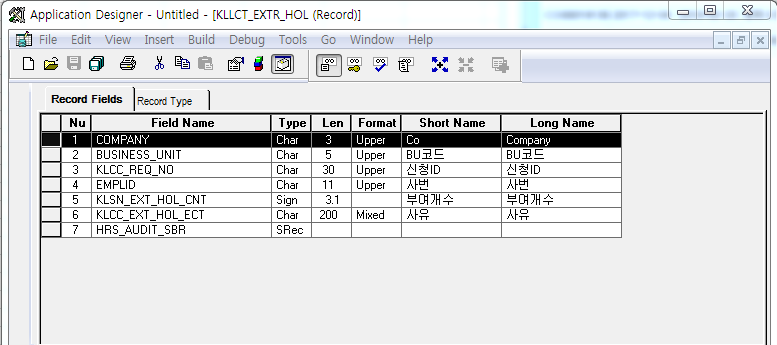 Application Designer - Untitled - [KLLCT_EXTR_HOL (Record)]
File Edit View Insert Build Debug Tools Go Window Help
Record Fields Record Type
Nu Field Name Type Len Format Short Name Long Name
1 COMPANY Char 3 Upper Co Company
2 BUSINESS_UNIT Char 5 Upper BU코드 BU코드
3 KLCC_REQ_NO Char 30 Upper 신청ID 신청ID
4 EMPLID Char 11 Upper 사번 사번
5 KLSN_EXT_HOL_CNT Sign 3.1 부여개수 부여개수
6 KLCC_EXT_HOL_ECT Char 200 Mixed 사유 사유
7 HRS_AUDIT_SBR SRec